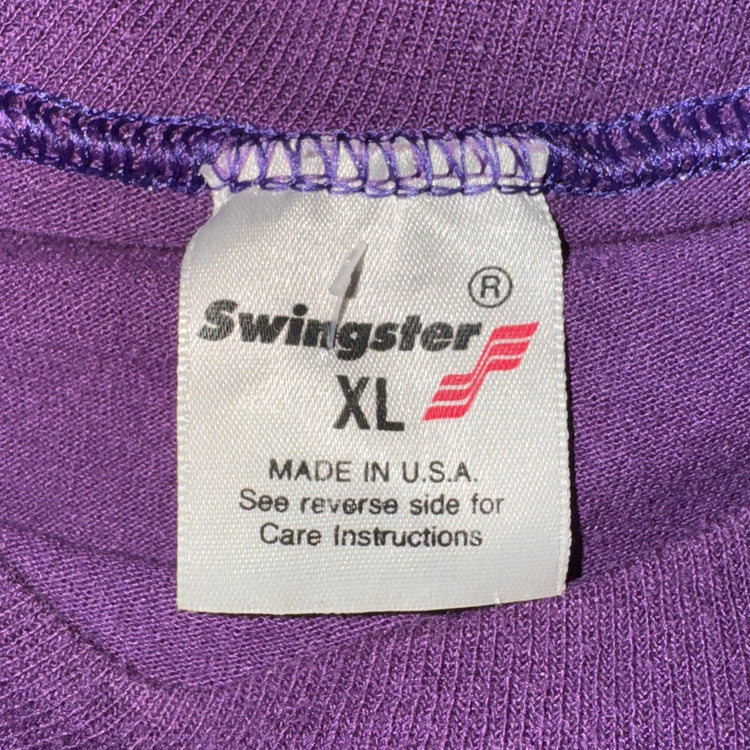 ®
Swingster
XL
MADE IN U.S.A.
See reverse side for
Care Instructions